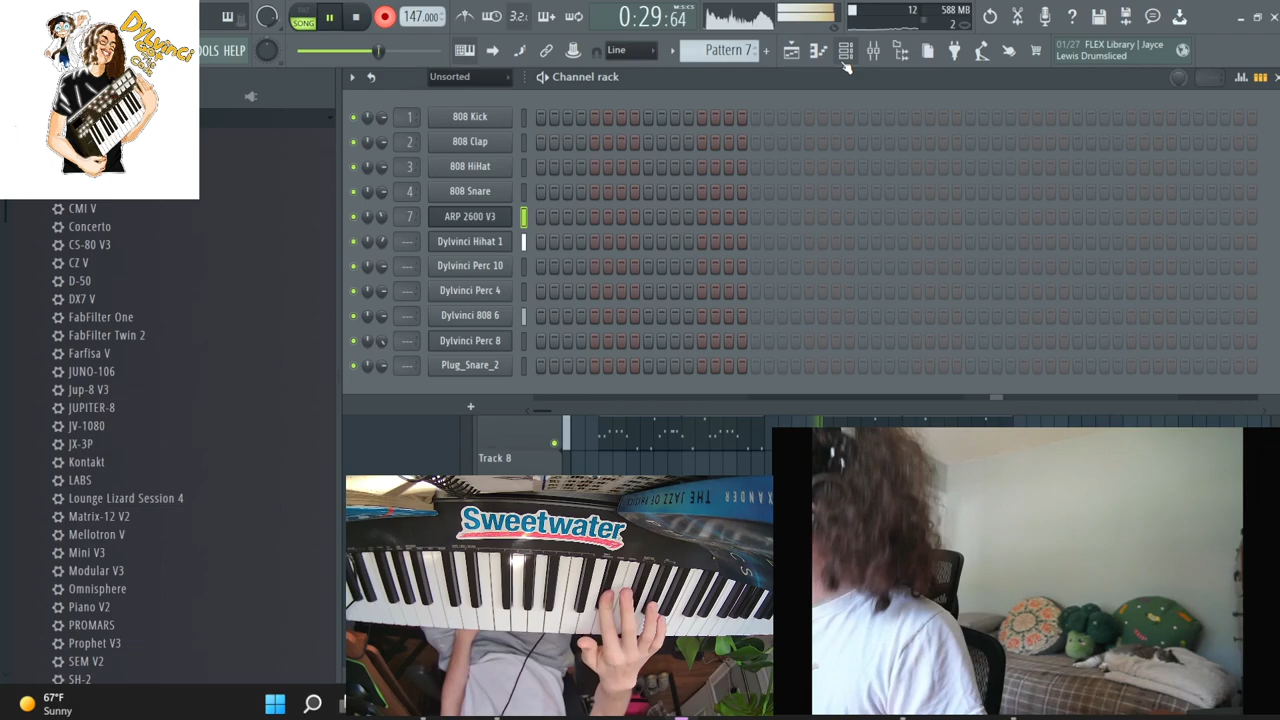 DYLvinci
SONG
147.000
32
0:29:64
M:S:CS
12
588 MB
2
OOLS HELP
Line
Pattern 7
01/27 FLEX Library | Jayce
Lewis Drumsliced
Unsorted
Channel rack
1 808 Kick
2 808 Clap
3 808 HiHat
4 808 Snare
7 ARP 2600 V3
--- Dylvinci Hihat 1
--- Dylvinci Perc 10
--- Dylvinci Perc 4
--- Dylvinci 808 6
--- Dylvinci Perc 8
--- Plug_Snare_2
CMI V
Concerto
CS-80 V3
CZ V
D-50
DX7 V
FabFilter One
FabFilter Twin 2
Farfisa V
JUNO-106
Jup-8 V3
JUPITER-8
JV-1080
JX-3P
Kontakt
LABS
Lounge Lizard Session 4
Matrix-12 V2
Mellotron V
Mini V3
Modular V3
Omnisphere
Piano V2
PROMARS
Prophet V3
SEM V2
SH-2
Track 8
Sweetwater
XANDER
THE JAZZ OF
67°F
Sunny